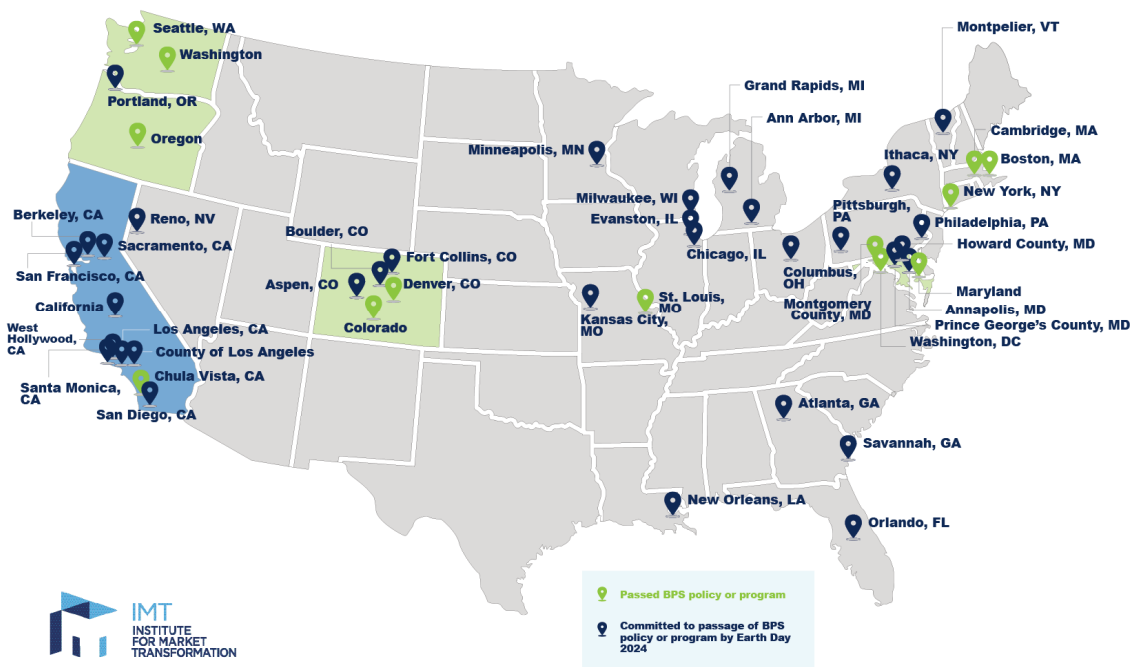 Seattle, WA
Washington
Portland, OR
Oregon
Berkeley, CA
Reno, NV
Sacramento, CA
San Francisco, CA
California
West
Hollywood,
CA
Los Angeles, CA
County of Los Angeles
Santa Monica,
CA
Chula Vista, CA
San Diego, CA
Boulder, CO
Fort Collins, CO
Aspen, CO
Denver, CO
Colorado
Minneapolis, MN
Milwaukee, WI
Evanston, IL
Chicago, IL
Grand Rapids, MI
Ann Arbor, MI
Kansas City,
MO
St. Louis,
MO
Columbus,
OH
Pittsburgh,
PA
Ithaca, NY
Montpelier, VT
Cambridge, MA
Boston, MA
New York, NY
Philadelphia, PA
Howard County, MD
Montgomery
County, MD
Maryland
Annapolis, MD
Prince George's County, MD
Washington, DC
Atlanta, GA
Savannah, GA
New Orleans, LA
Orlando, FL
IMT
INSTITUTE
FOR MARKET
TRANSFORMATION
Passed BPS policy or program
Committed to passage of BPS
policy or program by Earth Day
2024